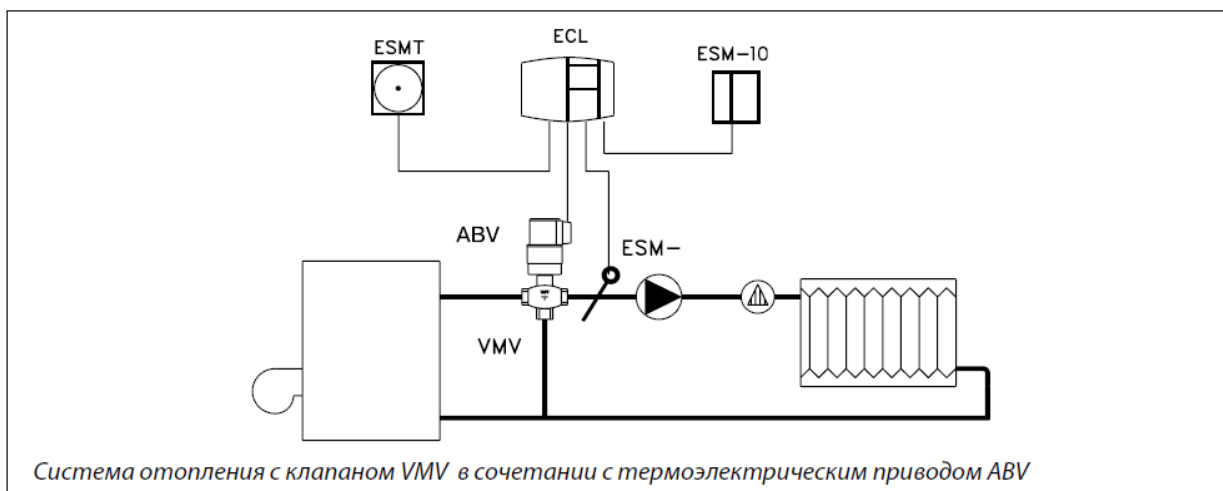 ESMT
ECL
ESM-10
ABV
ESM-
VMV
Система отопления с клапаном VMV в сочетании с термоэлектрическим приводом ABV